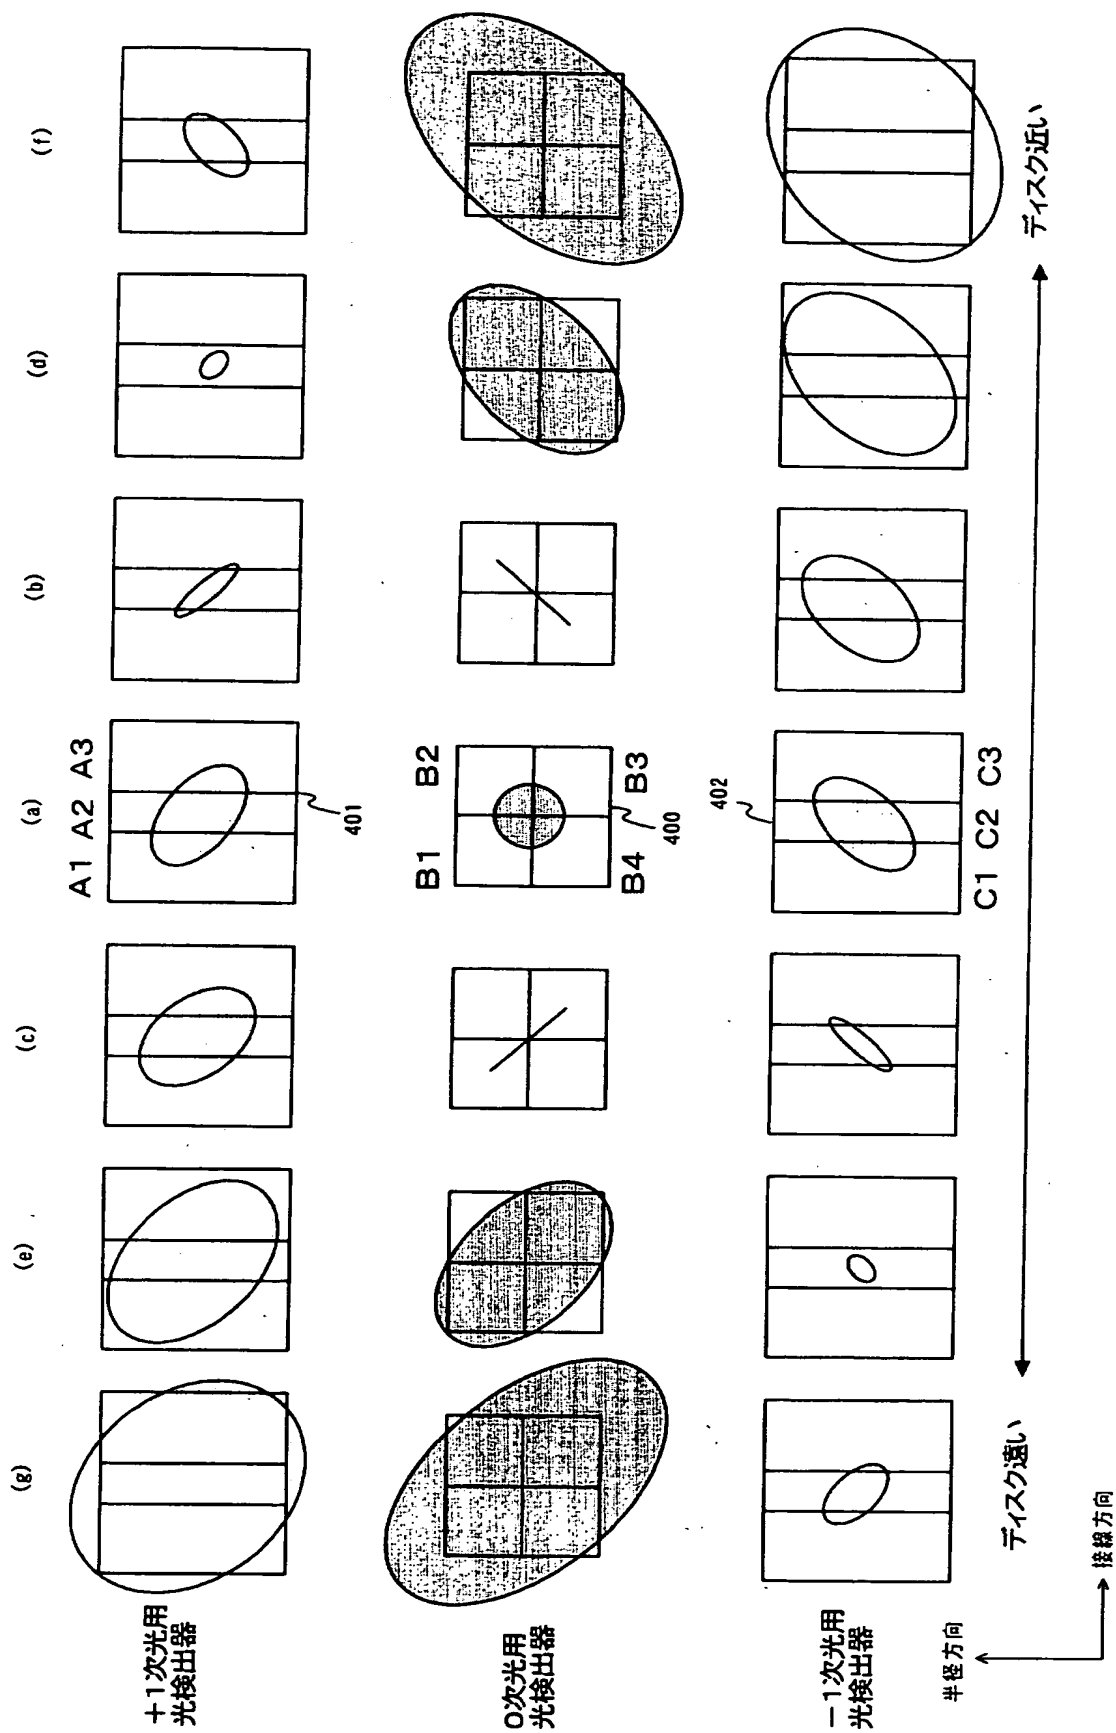 (g)
(e)
(c)
(a)
(b)
(d)
(f)
+1次光用
光検出器
A1 A2 A3
401
0次光用
光検出器
B1 B2
B4 B3
400
-1次光用
光検出器
402
C1 C2 C3
ディスク遠い
ディスク近い
半径方向
接線方向